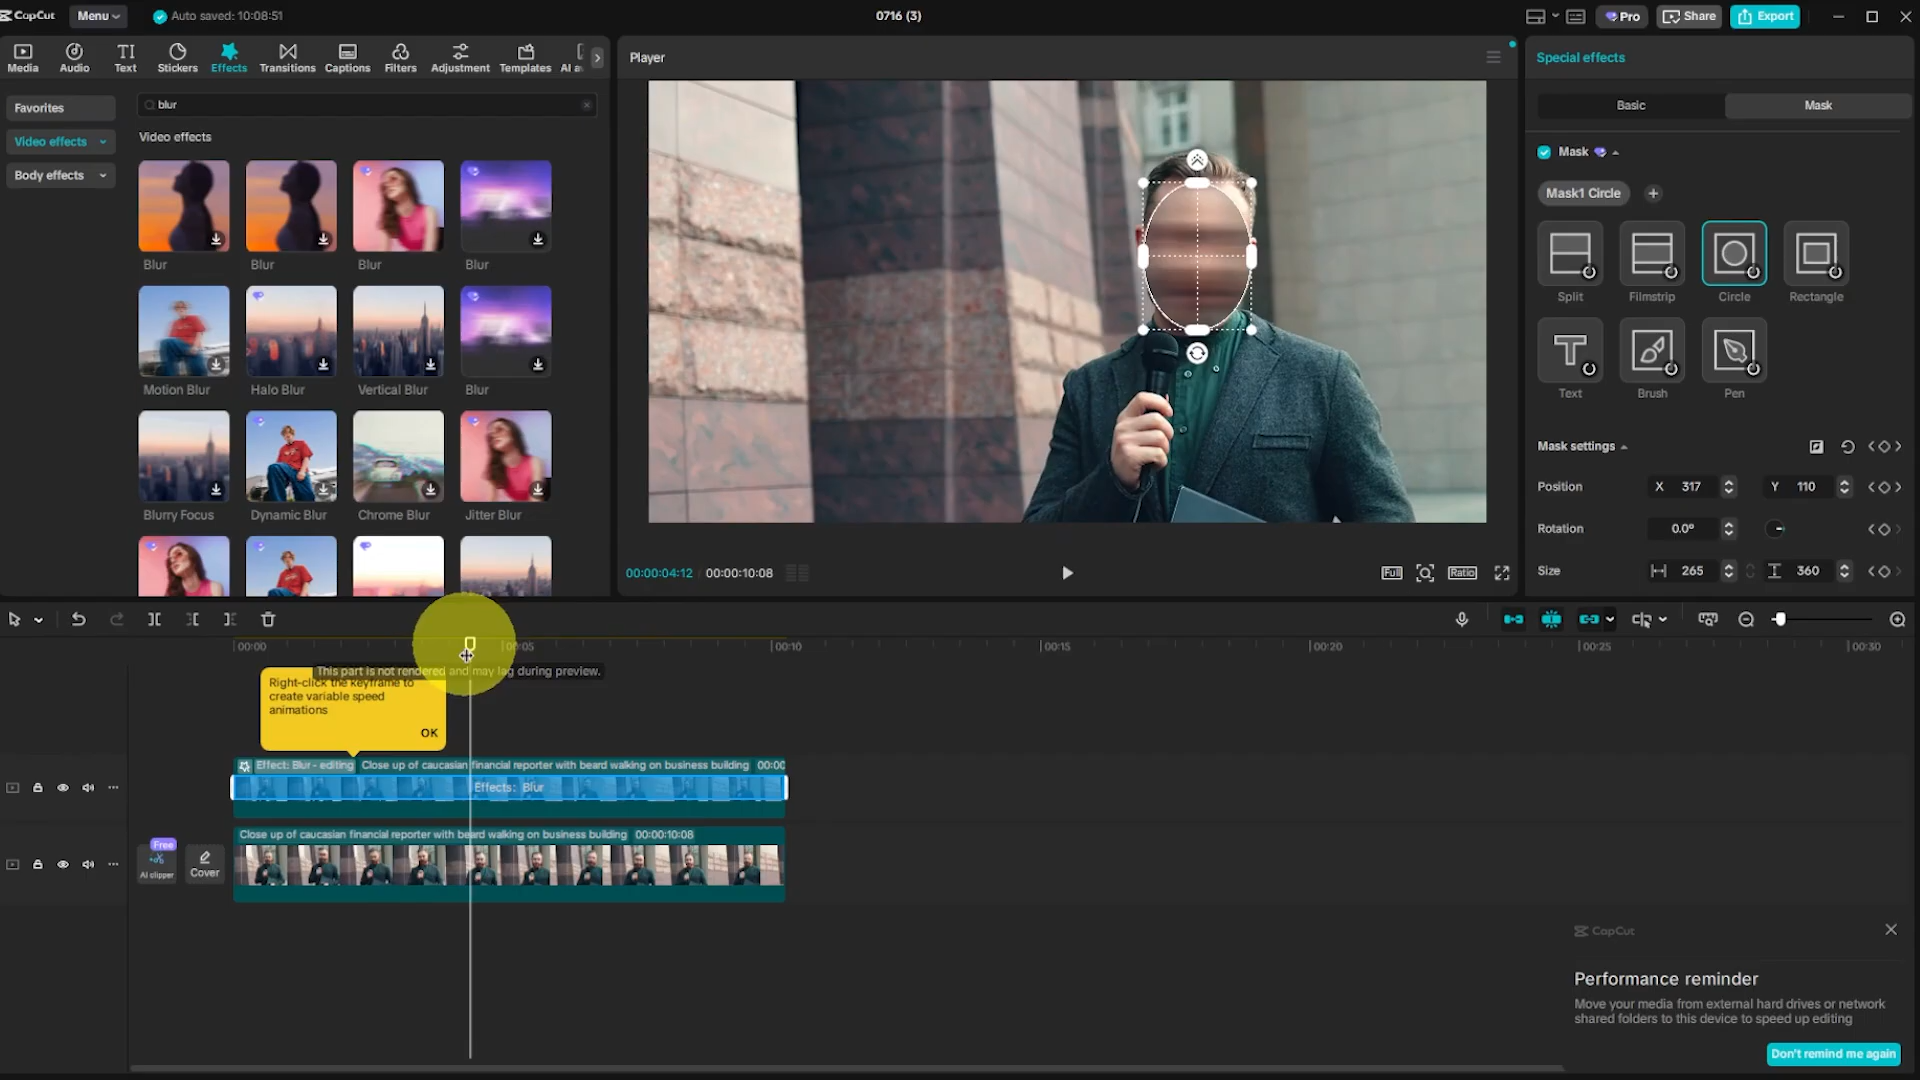 CapCut
Menu
Auto saved: 10:08:51
0716 (3)
Pro
Share
Export
Media
Audio
Text
Stickers
Effects
Transitions
Captions
Filters
Adjustment
Templates
Favorites
Video effects
Body effects
blur
Video effects
Blur
Blur
Blur
Blur
Motion Blur
Halo Blur
Vertical Blur
Blur
Blurry Focus
Dynamic Blur
Chrome Blur
Jitter Blur
Player
00:00:04:12
00:00:10:08
Full
Ratio
Special effects
Basic
Mask
Mask
Mask1 Circle
Split
Filmstrip
Circle
Rectangle
Text
Brush
Pen
Mask settings
Position
X 317
Y 110
Rotation
0.0°
Size
265
360
00:00
00:05
00:10
00:15
00:20
00:25
00:30
This part is not rendered and may lag during preview.
Right-click the keyframe to
create variable speed
animations
OK
Effect: Blur - editing
Close up of caucasian financial reporter with beard walking on business building
Effects: Blur
Free
AI clipper
Cover
Close up of caucasian financial reporter with beard walking on business building 00:00:10:08
CapCut
Performance reminder
Move your media from external hard drives or network
shared folders to this device to speed up editing
Don't remind me again